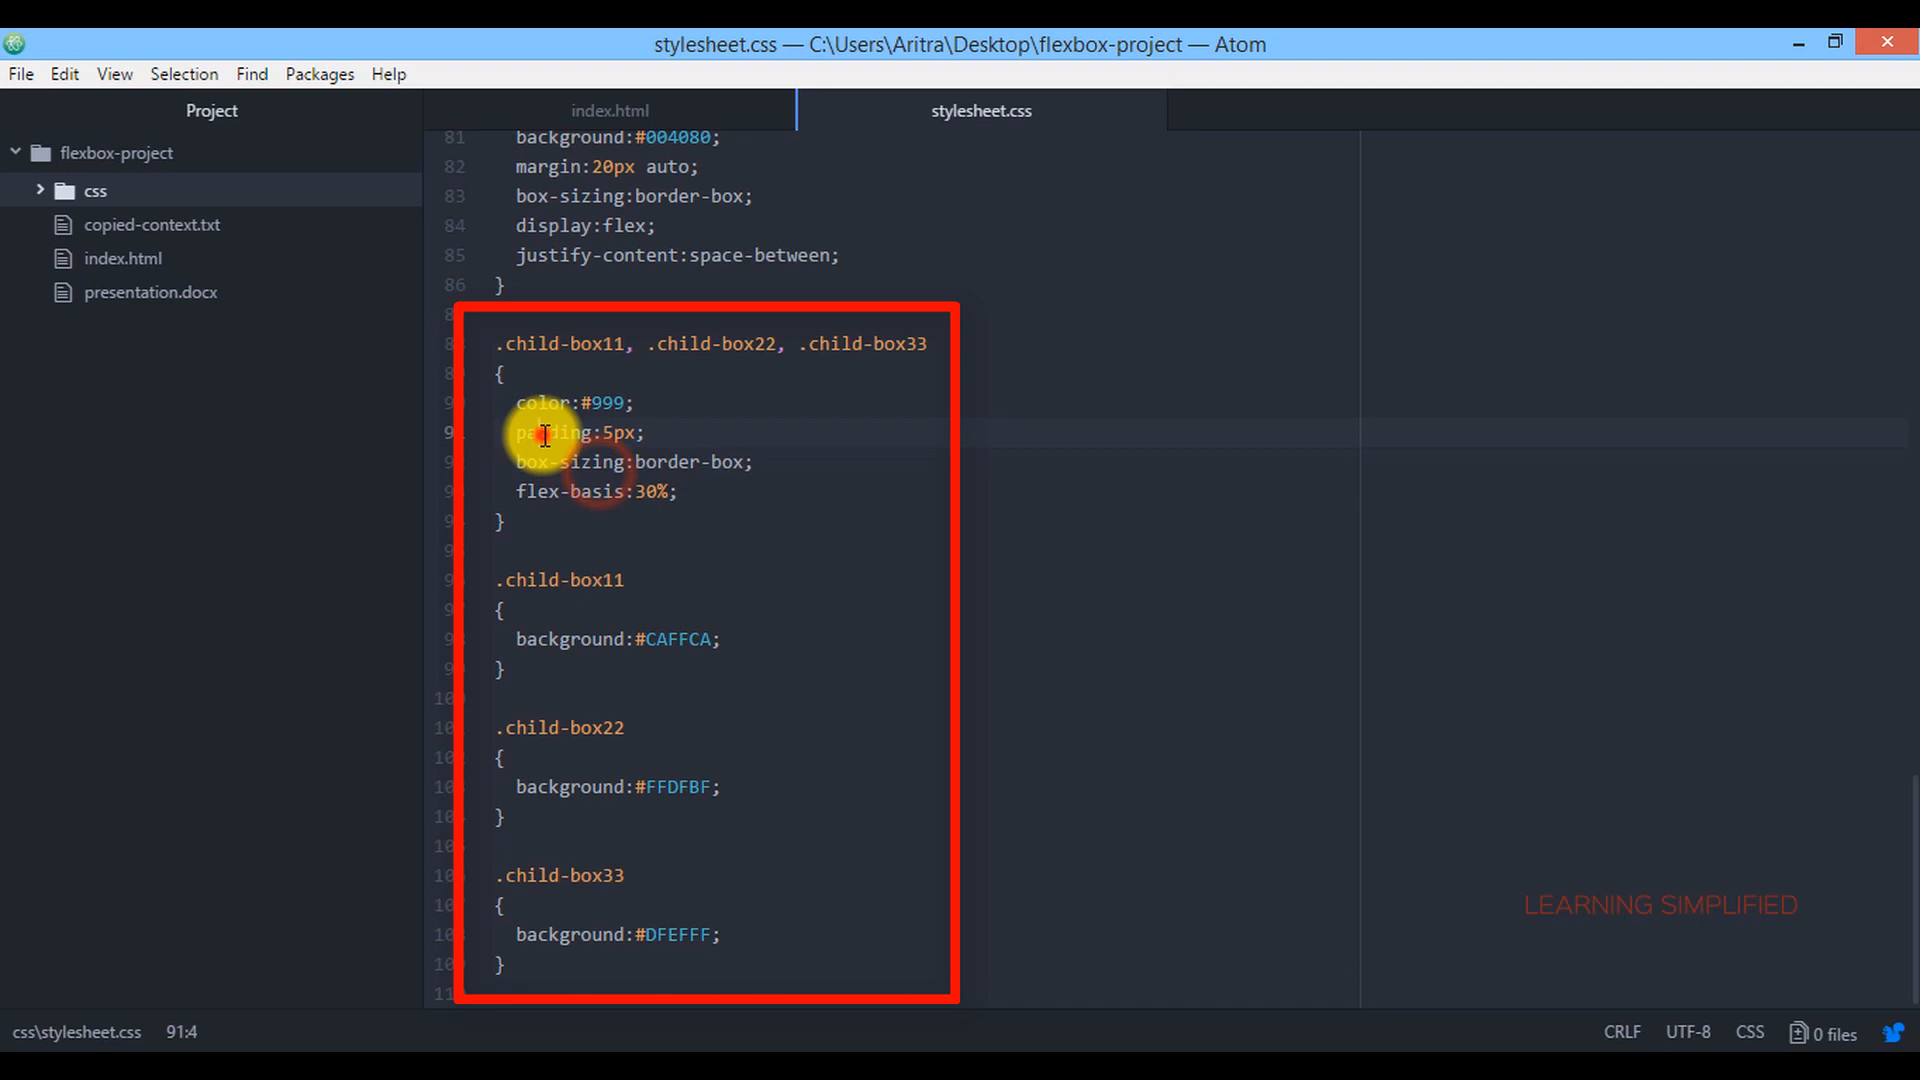 stylesheet.css — C:\Users\Aritra\Desktop\flexbox-project — Atom
File Edit View Selection Find Packages Help
Project
index.html
stylesheet.css
flexbox-project
css
copied-context.txt
index.html
presentation.docx
81 background:#004080;
82 margin:20px auto;
83 box-sizing:border-box;
84 display:flex;
85 justify-content:space-between;
86 }
.child-box11, .child-box22, .child-box33
{
color:#999;
padding:5px;
box-sizing:border-box;
flex-basis:30%;
}
.child-box11
{
background:#CAFFCA;
}
.child-box22
{
background:#FFDFBF;
}
.child-box33
{
background:#DFEFFF;
}
LEARNING SIMPLIFIED
css\stylesheet.css 91:4
CRLF UTF-8 CSS 0 files